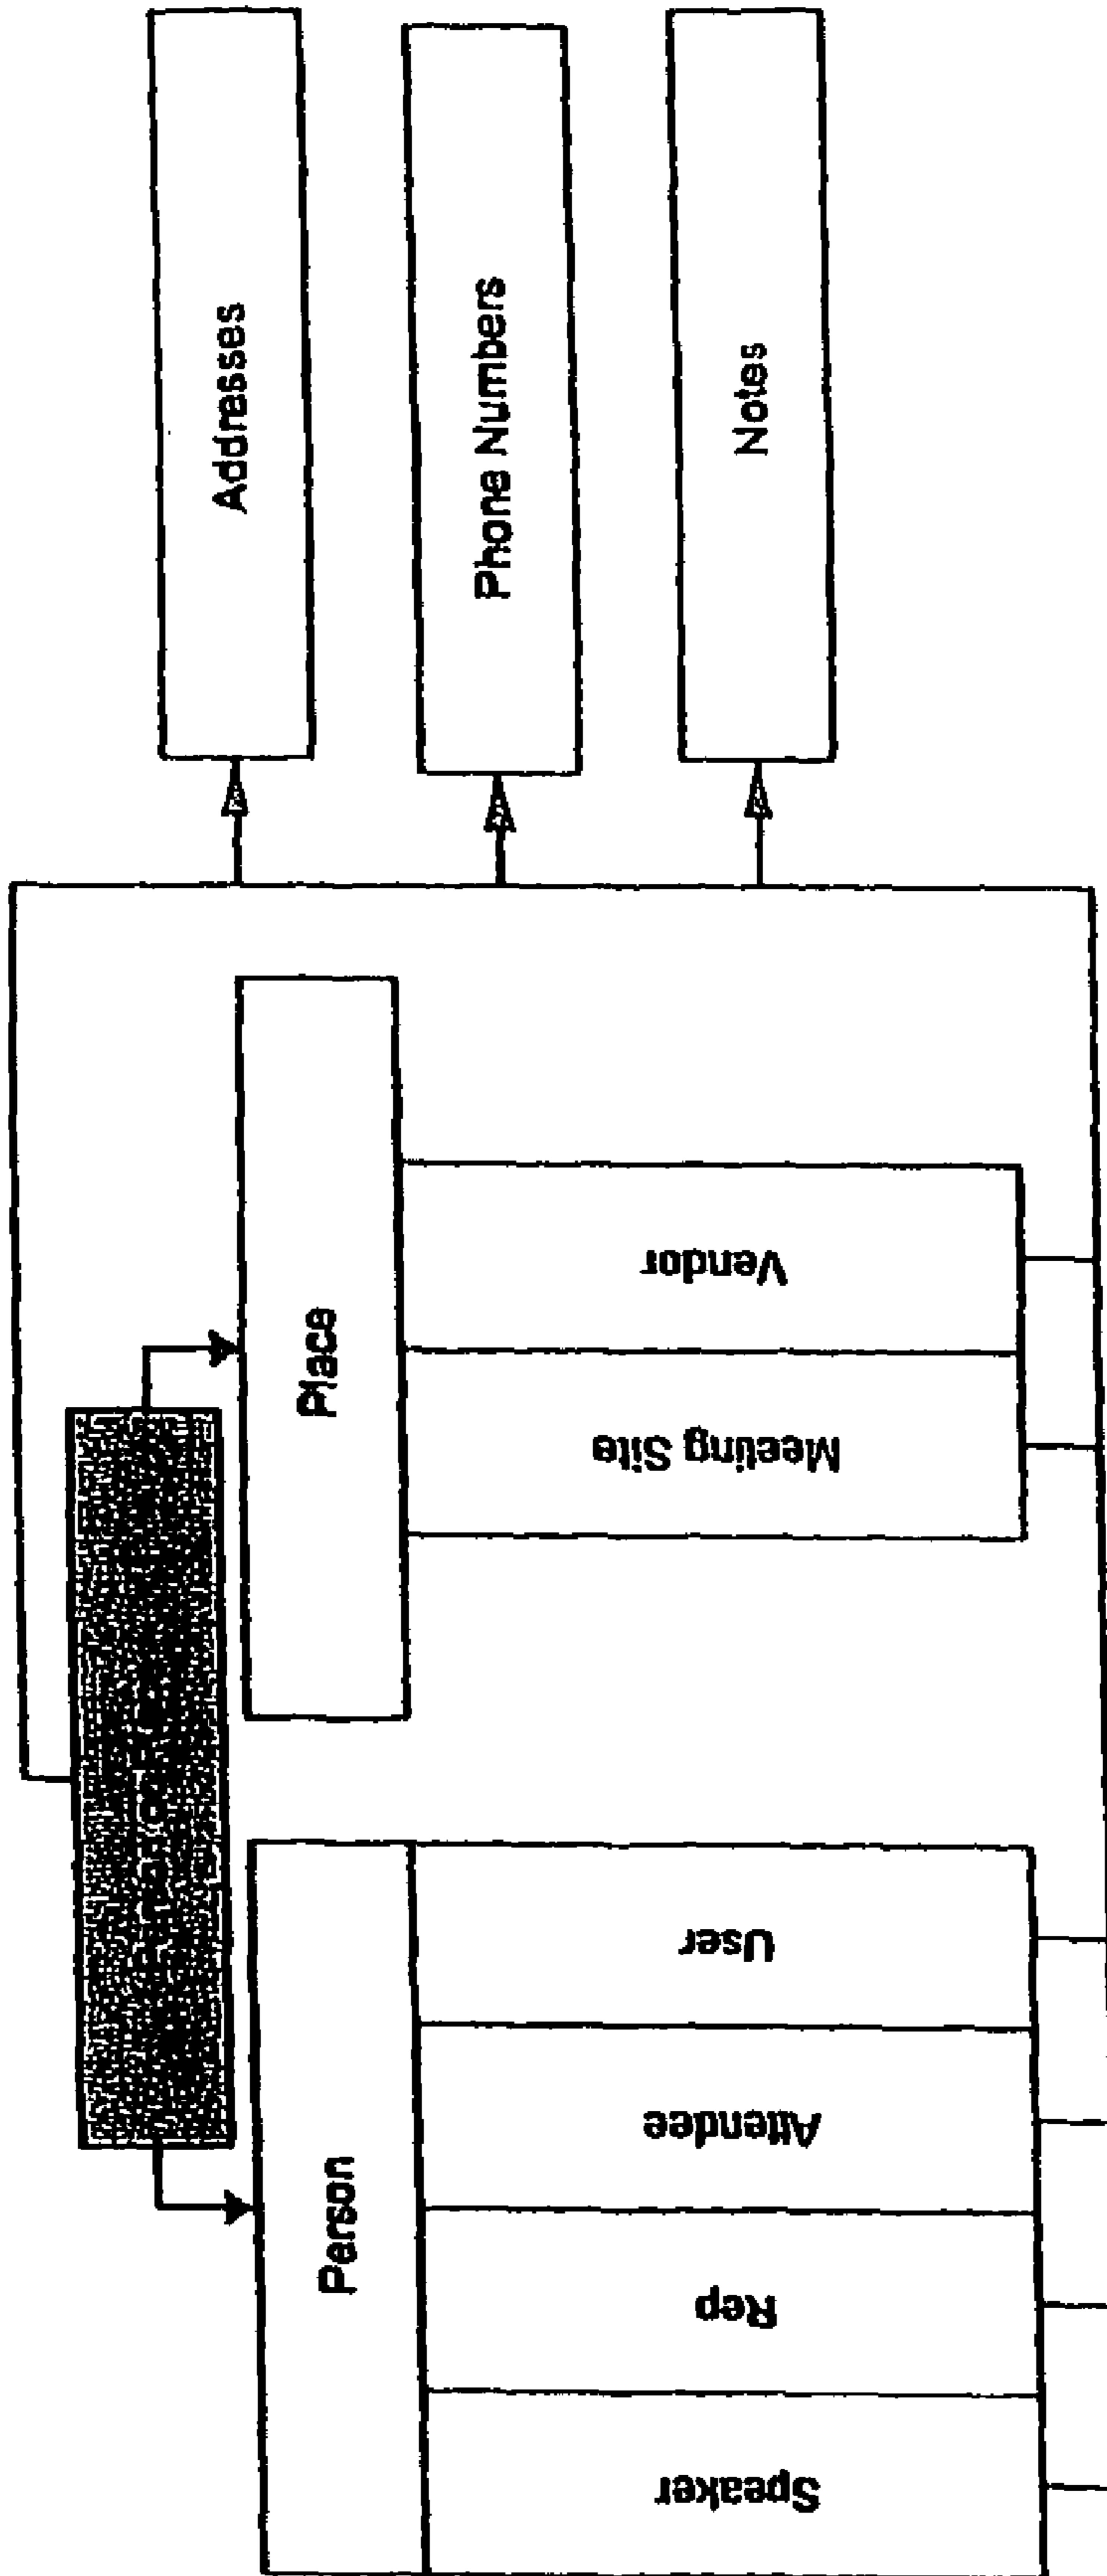 Person
Place
Speaker
Rep
Attendee
User
Meeting Site
Vendor
Addresses
Phone Numbers
Notes